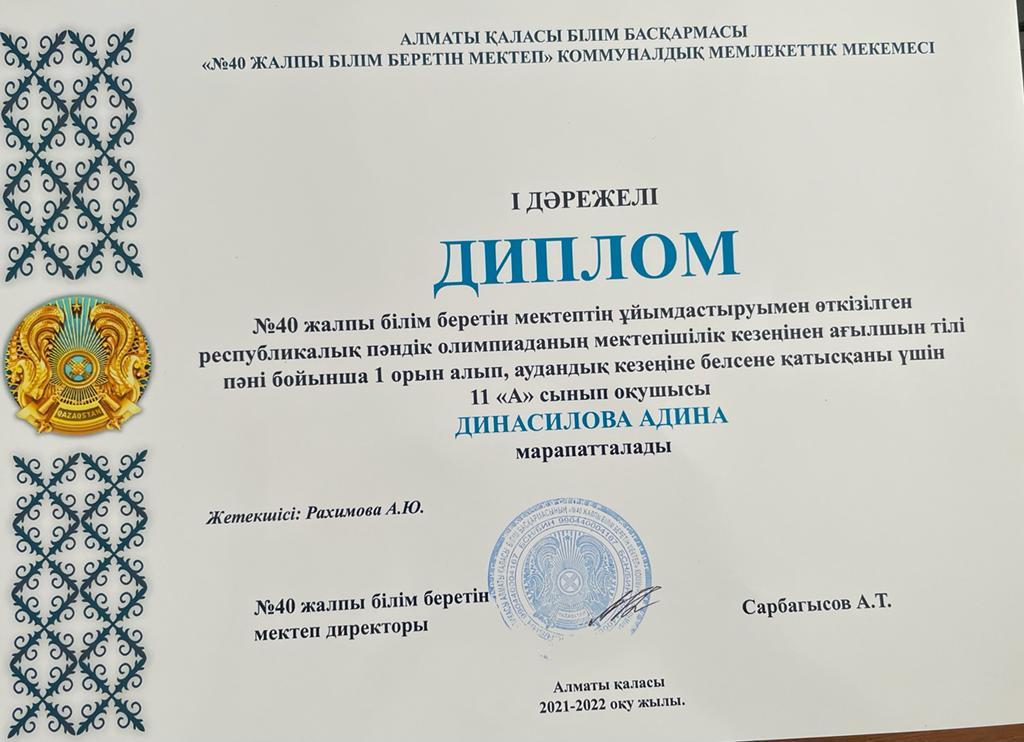 АЛМАТЫ ҚАЛАСЫ БІЛІМ БАСҚАРМАСЫ
«№40 ЖАЛПЫ БІЛІМ БЕРЕТІН МЕКТЕП» КОММУНАЛДЫҚ МЕМЛЕКЕТТІК МЕКЕМЕСІ
І ДӘРЕЖЕЛІ
ДИПЛОМ
№40 жалпы білім беретін мектептің ұйымдастыруымен өткізілген
республикалық пәндік олимпиаданың мектепішілік кезеңінен ағылшын тілі
пәні бойынша 1 орын алып, аудандық кезеңіне белсене қатысқаны үшін
11 «А» сынып оқушысы
ДИНАСИЛОВА АДИНА
марапатталады
QAZAQSTAN
Жетекшісі: Рахимова А.Ю.
№40 жалпы білім беретін
мектеп директоры
Сарбагысов А.Т.
Алматы қаласы
2021-2022 оқу жылы.